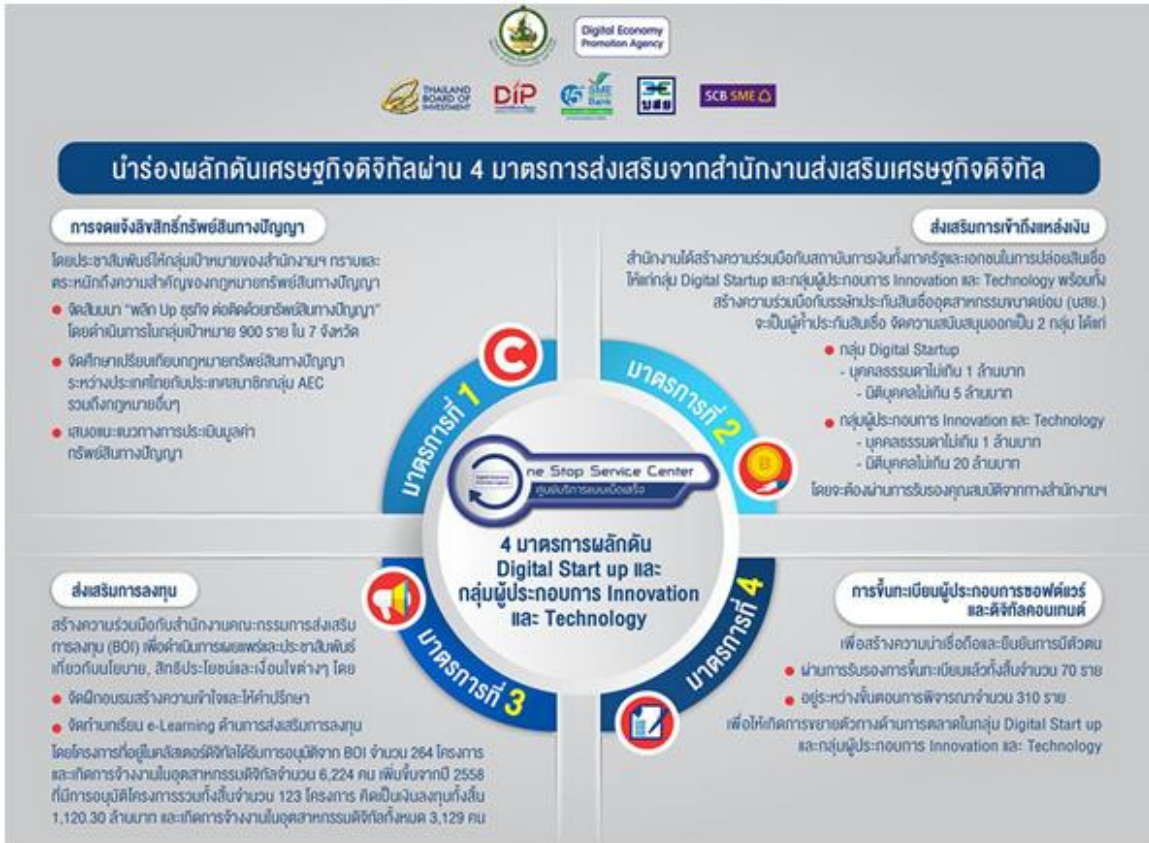 Digital Economy
Promotion Agency
THAILAND
BOARD OF
INVESTMENT
DIP
SME
Bank
บสย
SCB SME
นำร่องผลักดันเศรษฐกิจดิจิทัลผ่าน 4 มาตรการส่งเสริมจากสำนักงานส่งเสริมเศรษฐกิจดิจิทัล
การจดแจ้งลิขสิทธิ์ทรัพย์สินทางปัญญา
โดยประชาสัมพันธ์ให้กลุ่มเป้าหมายของสำนักงานฯ ทราบและ
ตระหนักถึงความสำคัญของกฎหมายทรัพย์สินทางปัญญา
จัดสัมมนา "พลิก Up ธุรกิจ ต่อติดด้วยทรัพย์สินทางปัญญา"
โดยดำเนินการในกลุ่มเป้าหมาย 900 ราย ใน 7 จังหวัด
จัดศึกษาเปรียบเทียบกฎหมายทรัพย์สินทางปัญญา
ระหว่างประเทศไทยกับประเทศสมาชิกกลุ่ม AEC
รวมถึงกฎหมายอื่นๆ
เสนอแนะแนวทางการประเมินมูลค่า
ทรัพย์สินทางปัญญา
มาตรการที่ 1
C
ส่งเสริมการเข้าถึงแหล่งเงิน
สำนักงานได้สร้างความร่วมมือกับสถาบันการเงินทั้งภาครัฐและเอกชนในการปล่อยสินเชื่อ
ให้แก่กลุ่ม Digital Startup และกลุ่มผู้ประกอบการ Innovation และ Technology พร้อมทั้ง
สร้างความร่วมมือกับบรรษัทประกันสินเชื่ออุตสาหกรรมขนาดย่อม (บสย.)
จะเป็นผู้ค้ำประกันสินเชื่อ จัดความสนับสนุนออกเป็น 2 กลุ่ม ได้แก่
กลุ่ม Digital Startup
- บุคคลธรรมดาไม่เกิน 1 ล้านบาท
- นิติบุคคลไม่เกิน 5 ล้านบาท
กลุ่มผู้ประกอบการ Innovation และ Technology
- บุคคลธรรมดาไม่เกิน 1 ล้านบาท
- นิติบุคคลไม่เกิน 20 ล้านบาท
โดยจะต้องผ่านการรับรองคุณสมบัติจากทางสำนักงานฯ
มาตรการที่ 2
ne Stop Service Center
ศูนย์บริการแบบเบ็ดเสร็จ
4 มาตรการผลักดัน
Digital Start up และ
กลุ่มผู้ประกอบการ Innovation
และ Technology
ส่งเสริมการลงทุน
สร้างความร่วมมือกับสำนักงานคณะกรรมการส่งเสริม
การลงทุน (BOI) เพื่อดำเนินการเผยแพร่และประชาสัมพันธ์
เกี่ยวกับนโยบาย, สิทธิประโยชน์และเงื่อนไขต่างๆ โดย
จัดฝึกอบรมสร้างความเข้าใจและให้คำปรึกษา
จัดทำบทเรียน e-Learning ด้านการส่งเสริมการลงทุน
โดยโครงการที่อยู่ในคลัสเตอร์ดิจิทัลได้รับการอนุมัติจาก BOI จำนวน 264 โครงการ
และเกิดการจ้างงานในอุตสาหกรรมดิจิทัลจำนวน 6,224 คน เพิ่มขึ้นจากปี 2558
ที่มีการอนุมัติโครงการรวมทั้งสิ้นจำนวน 123 โครงการ คิดเป็นเงินลงทุนทั้งสิ้น
1,120.30 ล้านบาท และเกิดการจ้างงานในอุตสาหกรรมดิจิทัลทั้งหมด 3,129 คน
มาตรการที่ 3
มาตรการที่ 4
การขึ้นทะเบียนผู้ประกอบการซอฟต์แวร์
และดิจิทัลคอนเทนต์
เพื่อสร้างความน่าเชื่อถือและยืนยันการมีตัวตน
ผ่านการรับรองการขึ้นทะเบียนแล้วทั้งสิ้นจำนวน 70 ราย
อยู่ระหว่างขั้นตอนการพิจารณาจำนวน 310 ราย
เพื่อให้เกิดการขยายตัวทางด้านการตลาดในกลุ่ม Digital Start up
และกลุ่มผู้ประกอบการ Innovation และ Technology